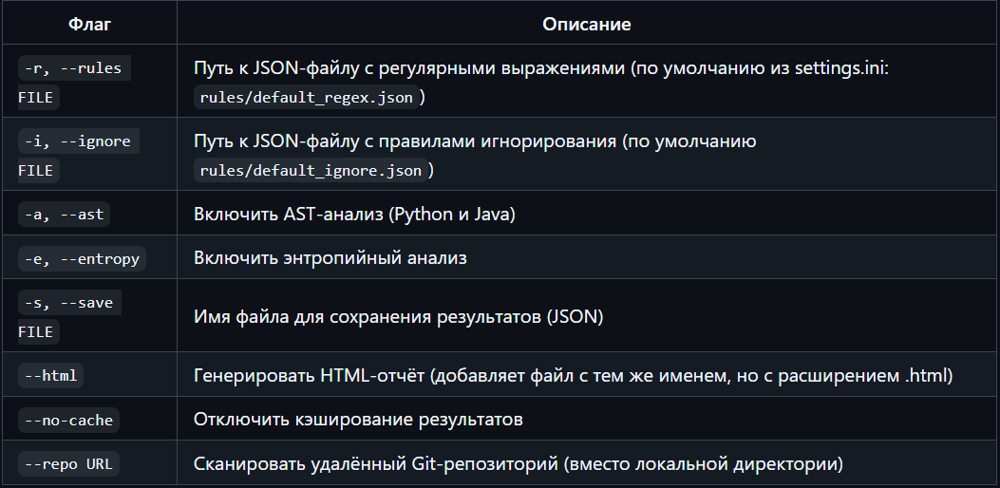 Флаг Описание
-r, --rules
FILE
Путь к JSON-файлу с регулярными выражениями (по умолчанию из settings.ini:
rules/default_regex.json)
-i, --ignore
FILE
Путь к JSON-файлу с правилами игнорирования (по умолчанию
rules/default_ignore.json)
-a, --ast Включить AST-анализ (Python и Java)
-e, --entropy Включить энтропийный анализ
-s, --save
FILE
Имя файла для сохранения результатов (JSON)
--html Генерировать HTML-отчёт (добавляет файл с тем же именем, но с расширением .html)
--no-cache Отключить кэширование результатов
--repo URL Сканировать удалённый Git-репозиторий (вместо локальной директории)